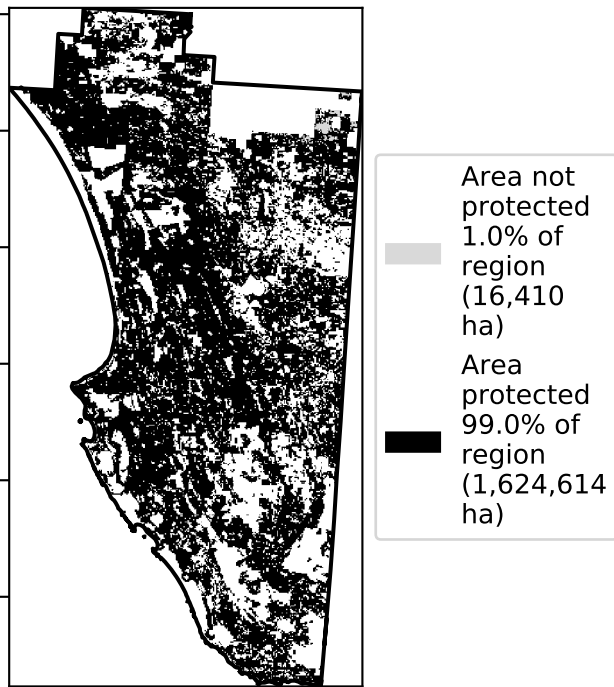 Area not
protected
1.0% of
region
(16,410
ha)
Area
protected
99.0% of
region
(1,624,614
ha)